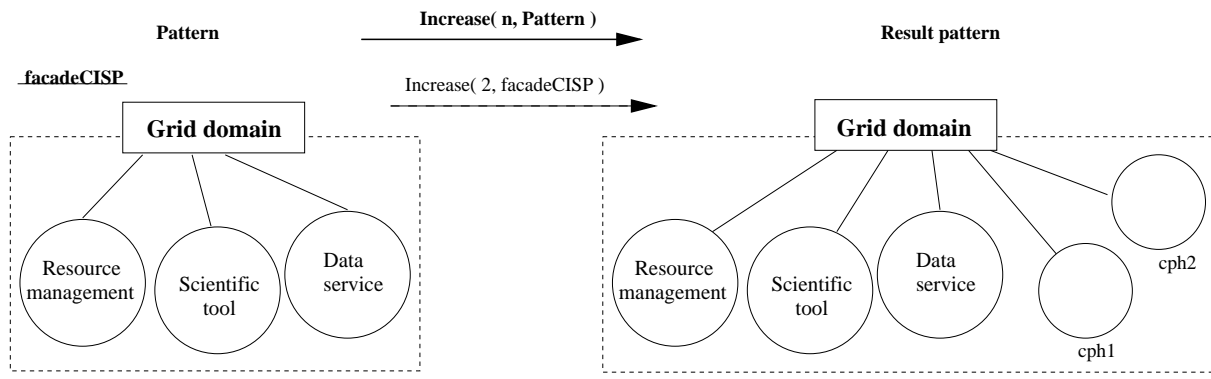 Pattern
Increase( n, Pattern )
Result pattern
facadeCISP
Increase( 2, facadeCISP )
Grid domain
Resource
management
Scientific
tool
Data
service
Grid domain
Resource
management
Scientific
tool
Data
service
cph1
cph2